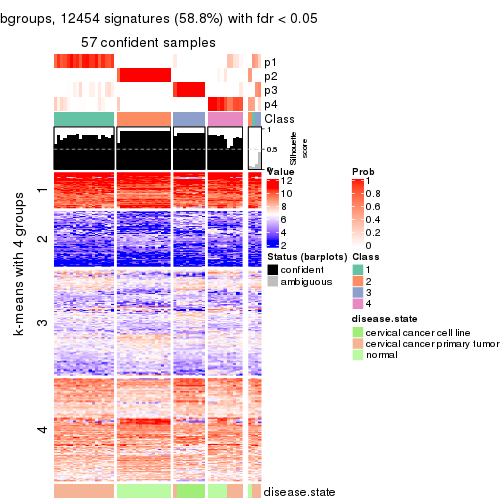 bgroups, 12454 signatures (58.8%) with fdr < 0.05
57 confident samples
p1
p2
p3
p4
Class
1
0.5
0
Silhouette
score
k-means with 4 groups
1
2
3
4
disease.state
Value
12
10
8
6
4
2
Prob
1
0.8
0.6
0.4
0.2
0
Status (barplots)
confident
ambiguous
Class
1
2
3
4
disease.state
cervical cancer cell line
cervical cancer primary tumor
normal